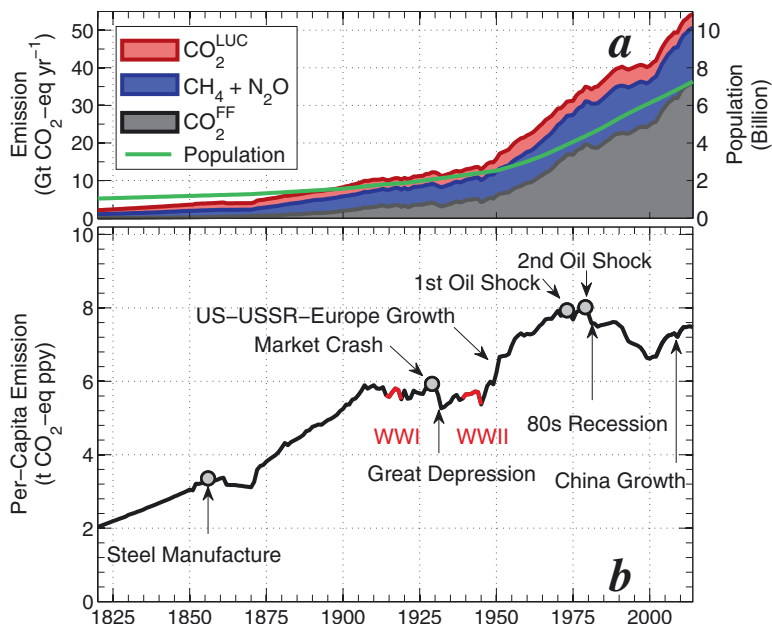 50
40
30
20
10
0
Emission
(Gt CO₂−eq yr⁻¹)
CO₂ᴸᵁᶜ
CH₄ + N₂O
CO₂ᶠᶠ
Population
a
10
8
6
4
2
0
Population
(Billion)
10
8
6
4
2
0
Per−Capita Emission
(t CO₂−eq ppy)
2nd Oil Shock
1st Oil Shock
US−USSR−Europe Growth
Market Crash
WWI
WWII
80s Recession
Great Depression
China Growth
Steel Manufacture
b
1825
1850
1875
1900
1925
1950
1975
2000